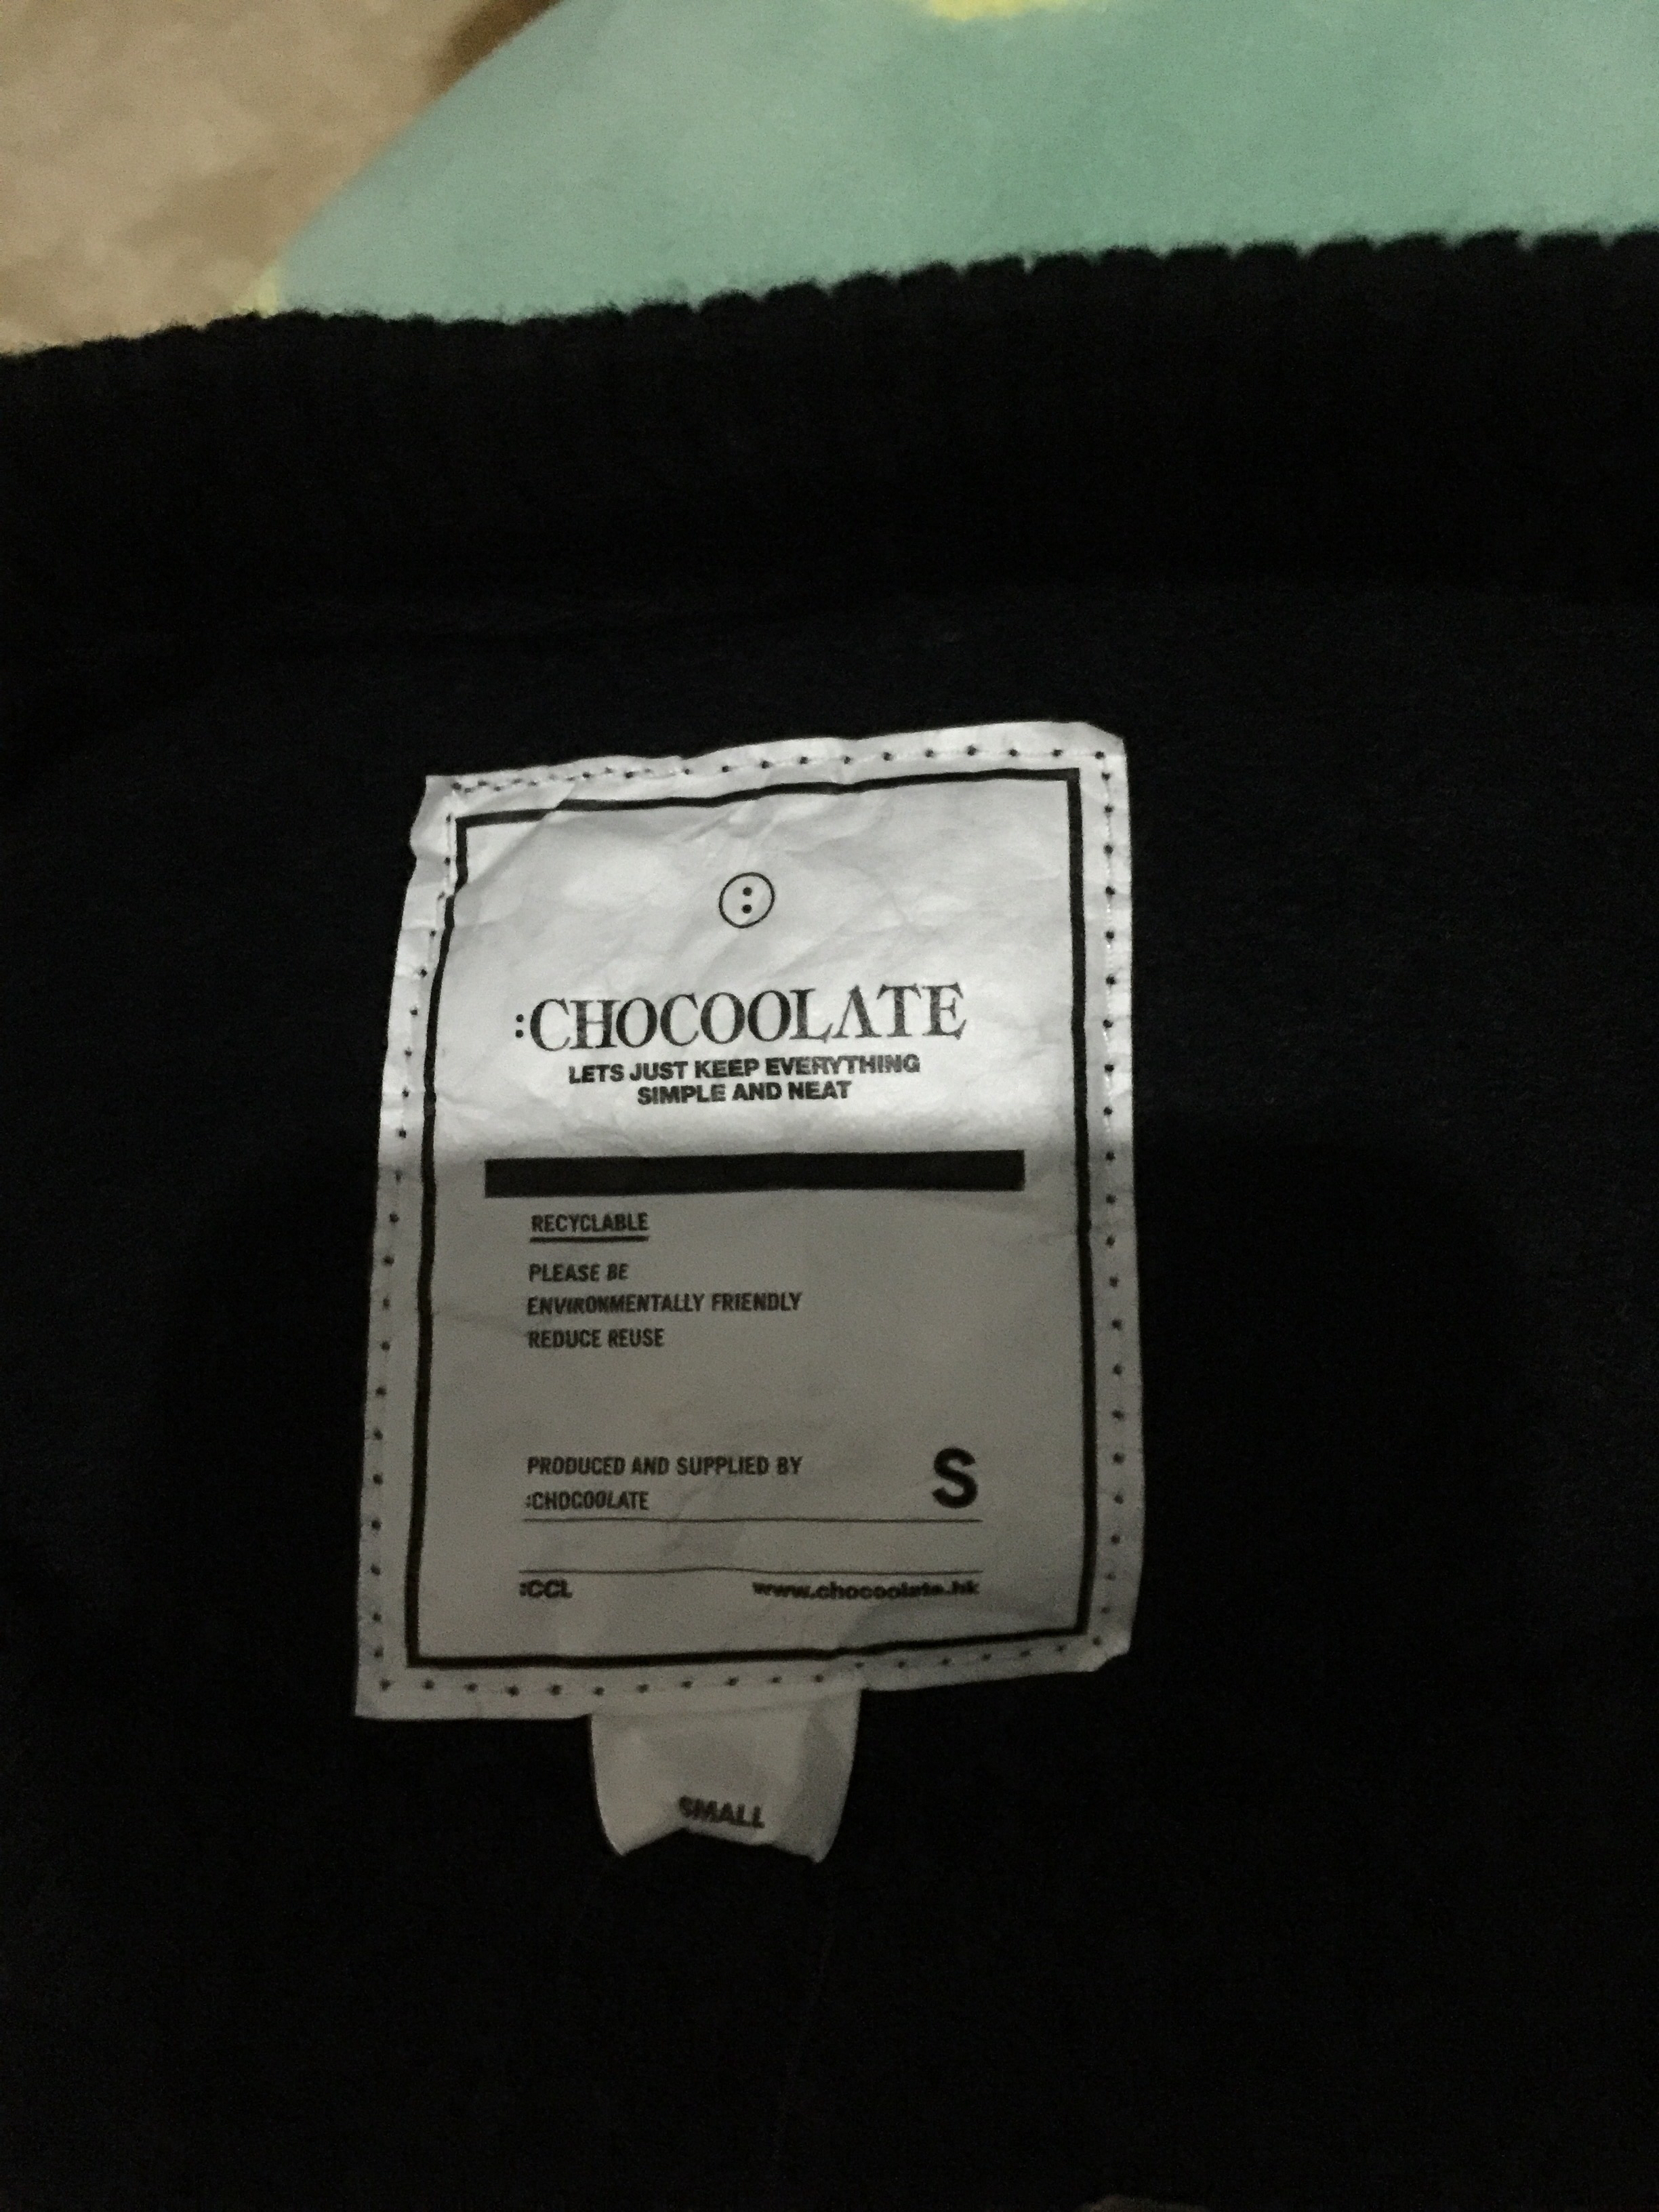 :CHOCOOLATE
LETS JUST KEEP EVERYTHING
SIMPLE AND NEAT
RECYCLABLE
PLEASE BE
ENVIRONMENTALLY FRIENDLY
REDUCE REUSE
PRODUCED AND SUPPLIED BY
:CHOCOOLATE
S
:CCL www.chocoolate.hk
SMALL